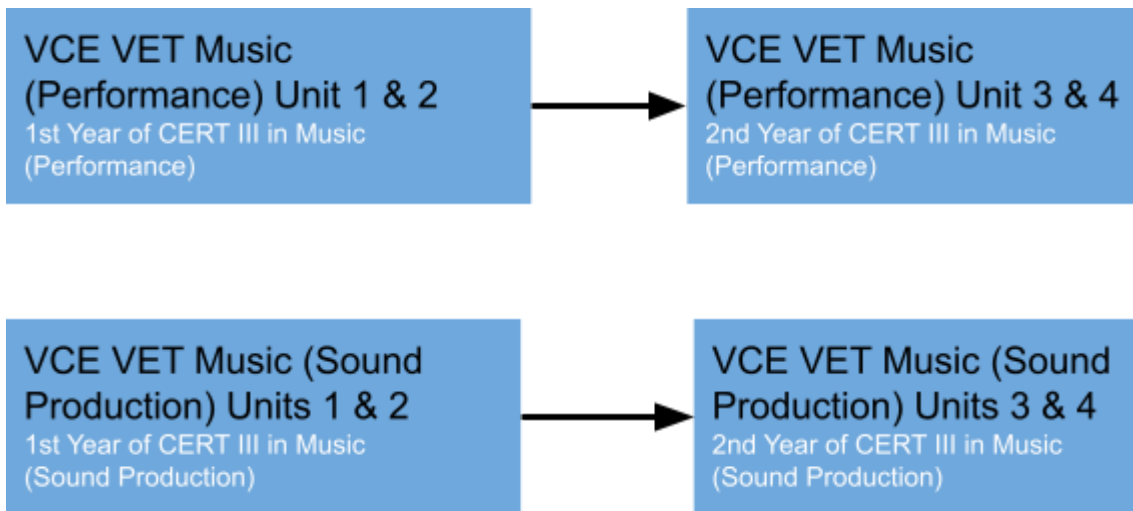 VCE VET Music
(Performance) Unit 1 & 2
1st Year of CERT III in Music
(Performance)
VCE VET Music
(Performance) Unit 3 & 4
2nd Year of CERT III in Music
(Performance)
VCE VET Music (Sound
Production) Units 1 & 2
1st Year of CERT III in Music
(Sound Production)
VCE VET Music (Sound
Production) Units 3 & 4
2nd Year of CERT III in Music
(Sound Production)